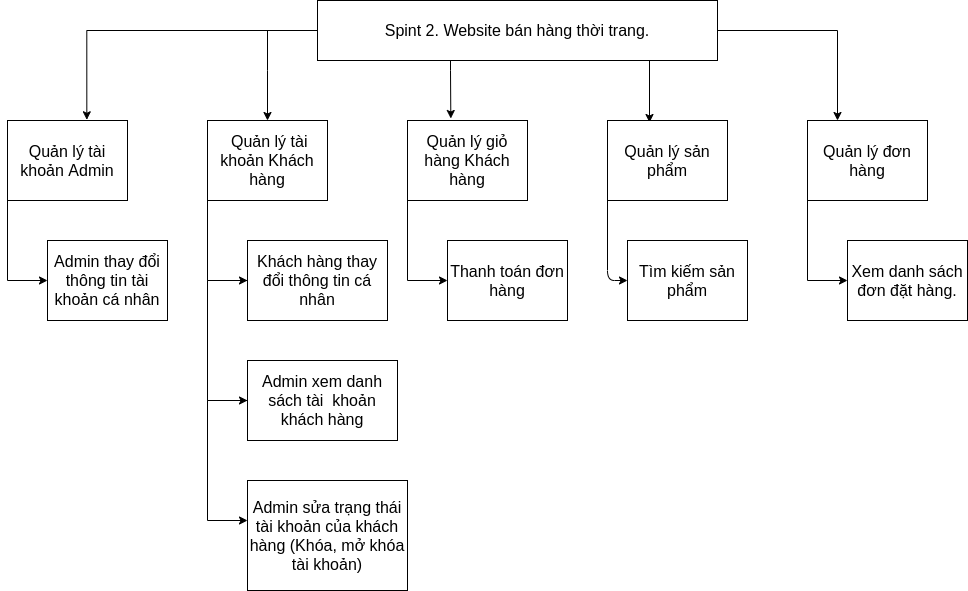 Spint 2. Website bán hàng thời trang.
Quản lý tài
khoản Admin
Quản lý tài
khoản Khách
hàng
Quản lý giỏ
hàng Khách
hàng
Quản lý sản
phẩm
Quản lý đơn
hàng
Admin thay đổi
thông tin tài
khoản cá nhân
Khách hàng thay
đổi thông tin cá
nhân
Thanh toán đơn
hàng
Tìm kiếm sản
phẩm
Xem danh sách
đơn đặt hàng.
Admin xem danh
sách tài khoản
khách hàng
Admin sửa trạng thái
tài khoản của khách
hàng (Khóa, mở khóa
tài khoản)